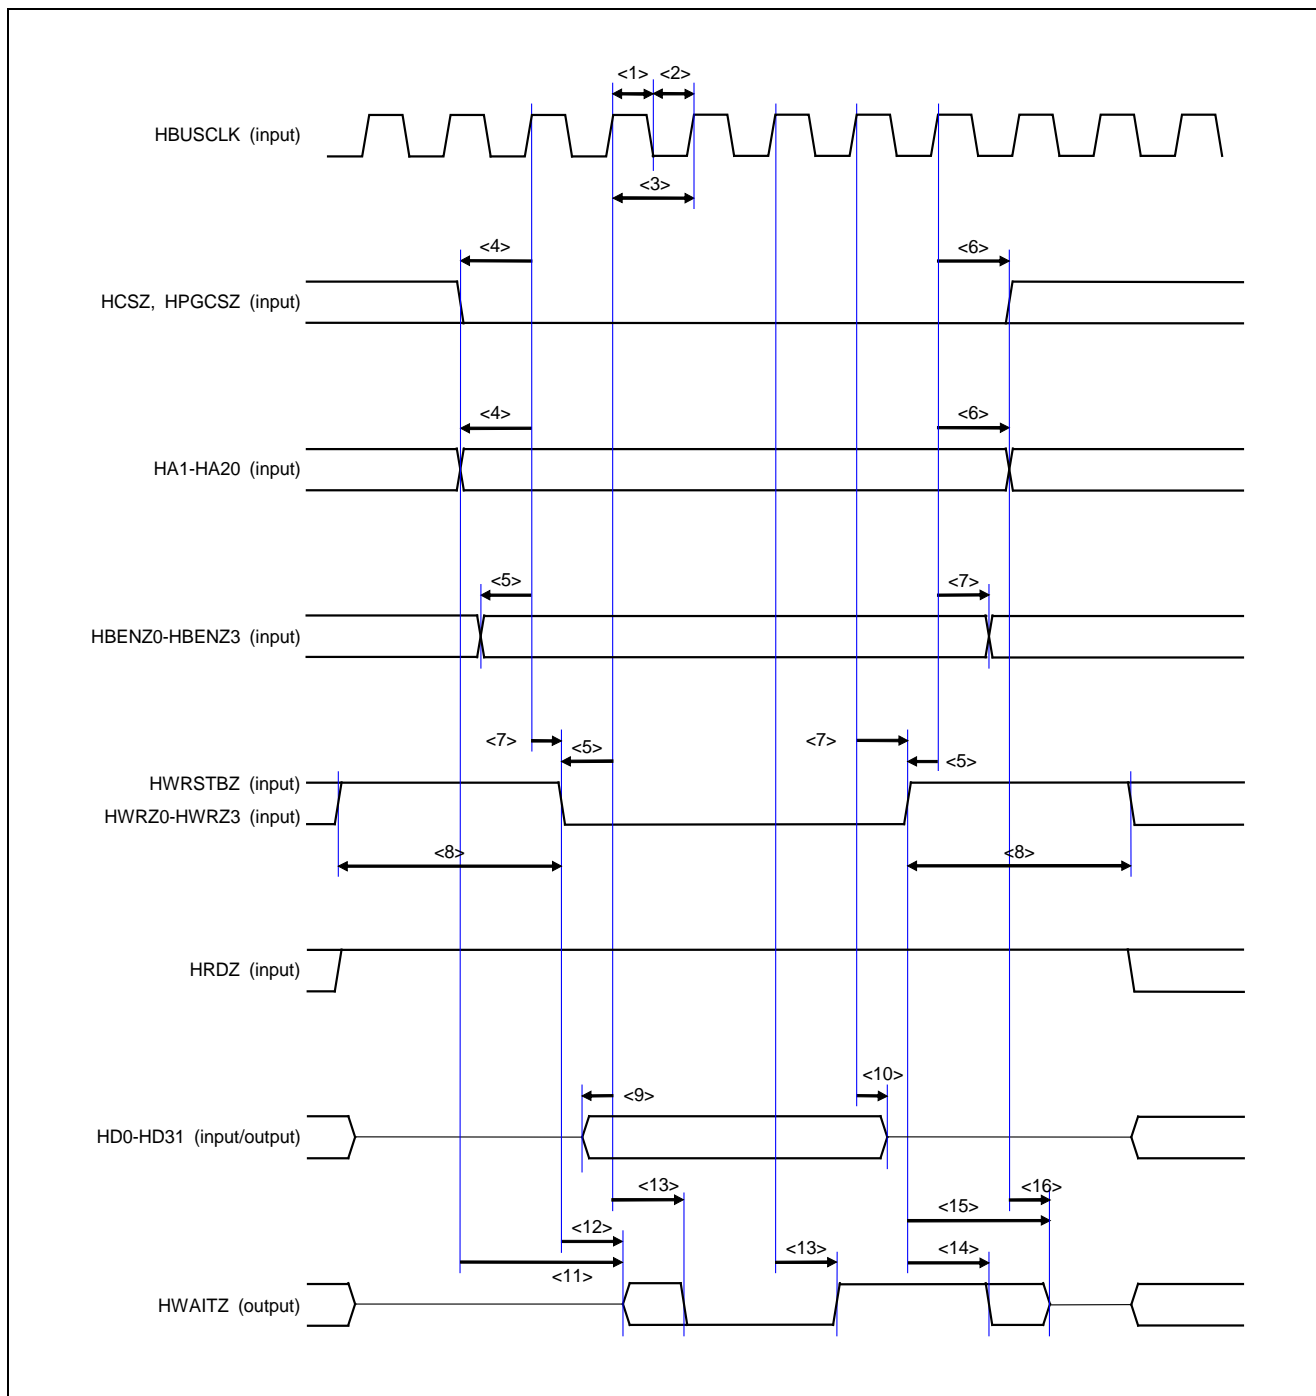 <1> <2>
HBUSCLK (input)
<3>
<4> <6>
HCSZ, HPGCSZ (input)
<4> <6>
HA1-HA20 (input)
<5> <7>
HBENZ0-HBENZ3 (input)
<7> <5> <7> <5>
HWRSTBZ (input)
HWRZ0-HWRZ3 (input)
<8> <8>
HRDZ (input)
<9> <10>
HD0-HD31 (input/output)
<13> <16>
<15>
<12> <13> <14>
<11>
HWAITZ (output)